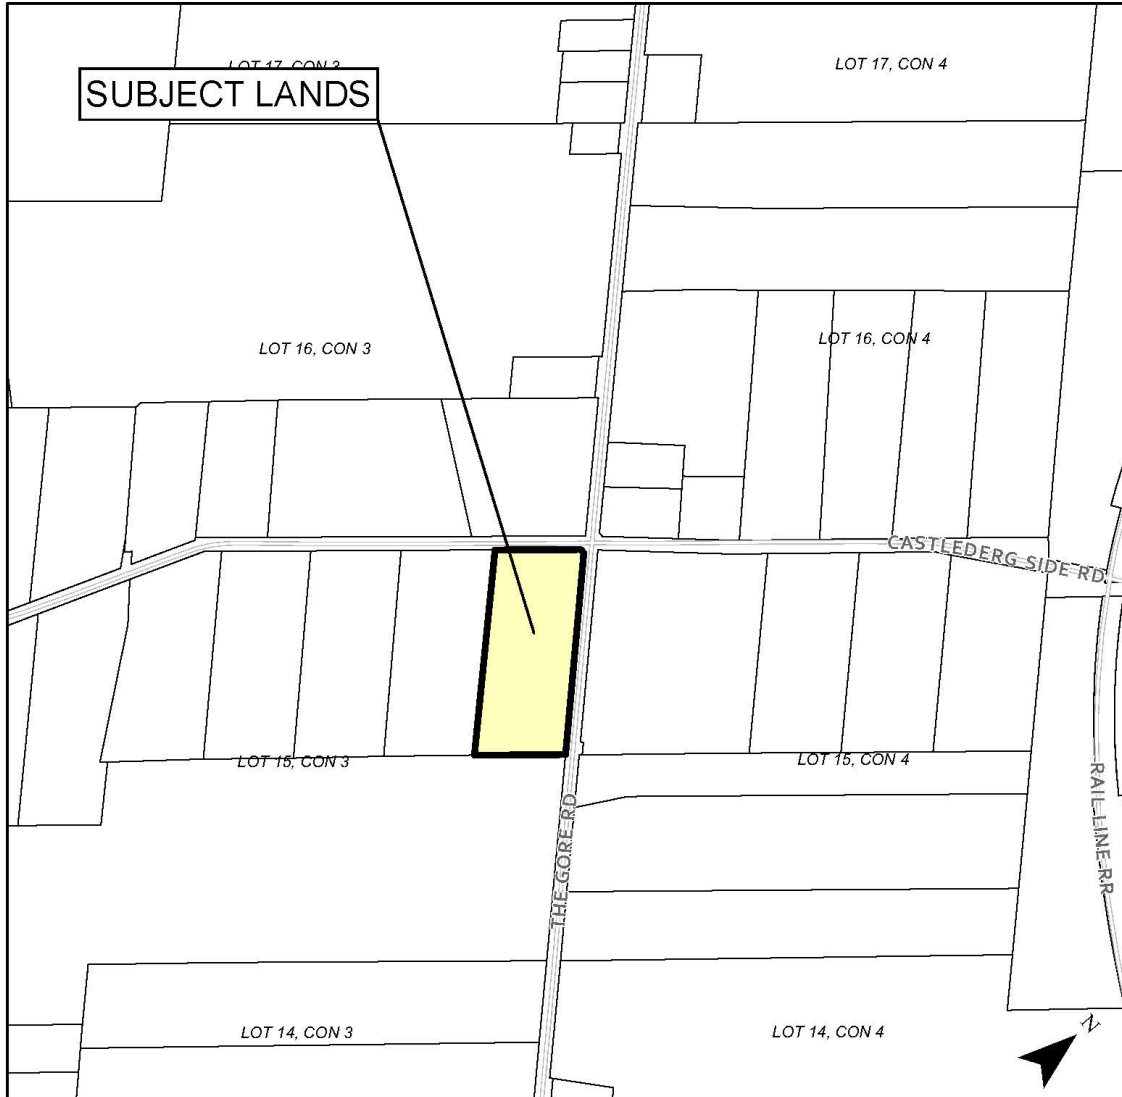 LOT 17, CON 3
LOT 17, CON 4
SUBJECT LANDS
LOT 16, CON 3
LOT 16, CON 4
CASTLEDERG SIDE RD
LOT 15, CON 3
LOT 15, CON 4
THE GORE RD
RAIL LINE RR
LOT 14, CON 3
LOT 14, CON 4
N